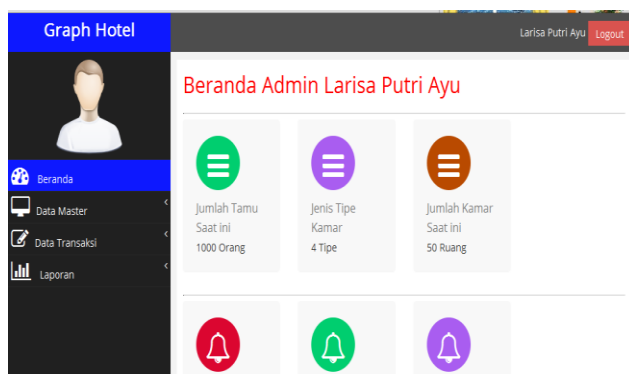 Graph Hotel
Larisa Putri Ayu Logout
Beranda Admin Larisa Putri Ayu
Beranda
Data Master
Data Transaksi
Laporan
Jumlah Tamu
Saat ini
1000 Orang
Jenis Tipe
Kamar
4 Tipe
Jumlah Kamar
Saat ini
50 Ruang